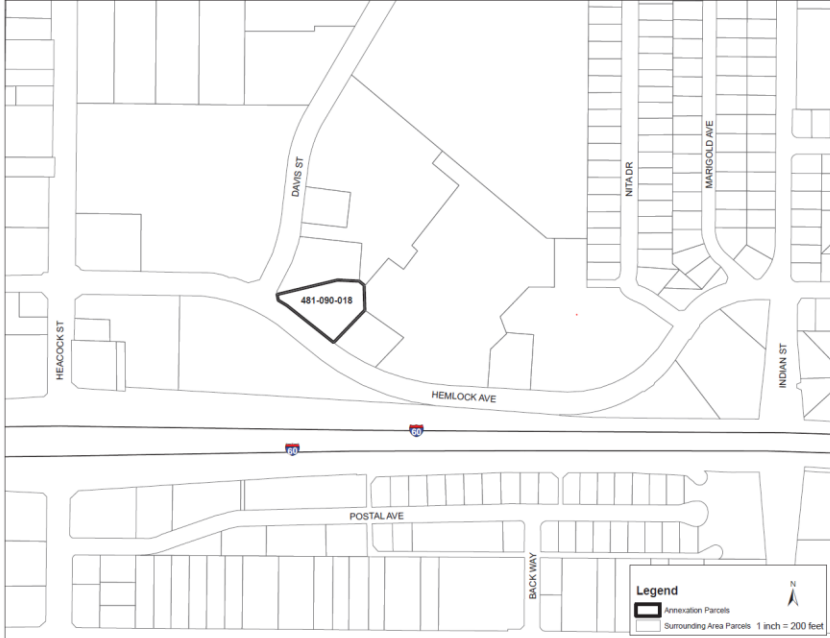 DAVIS ST
NITA DR
MARIGOLD AVE
481-090-018
HEACOCK ST
INDIAN ST
HEMLOCK AVE
60
60
POSTAL AVE
BACK WAY
Legend
N
Annexation Parcels
Surrounding Area Parcels 1 inch = 200 feet